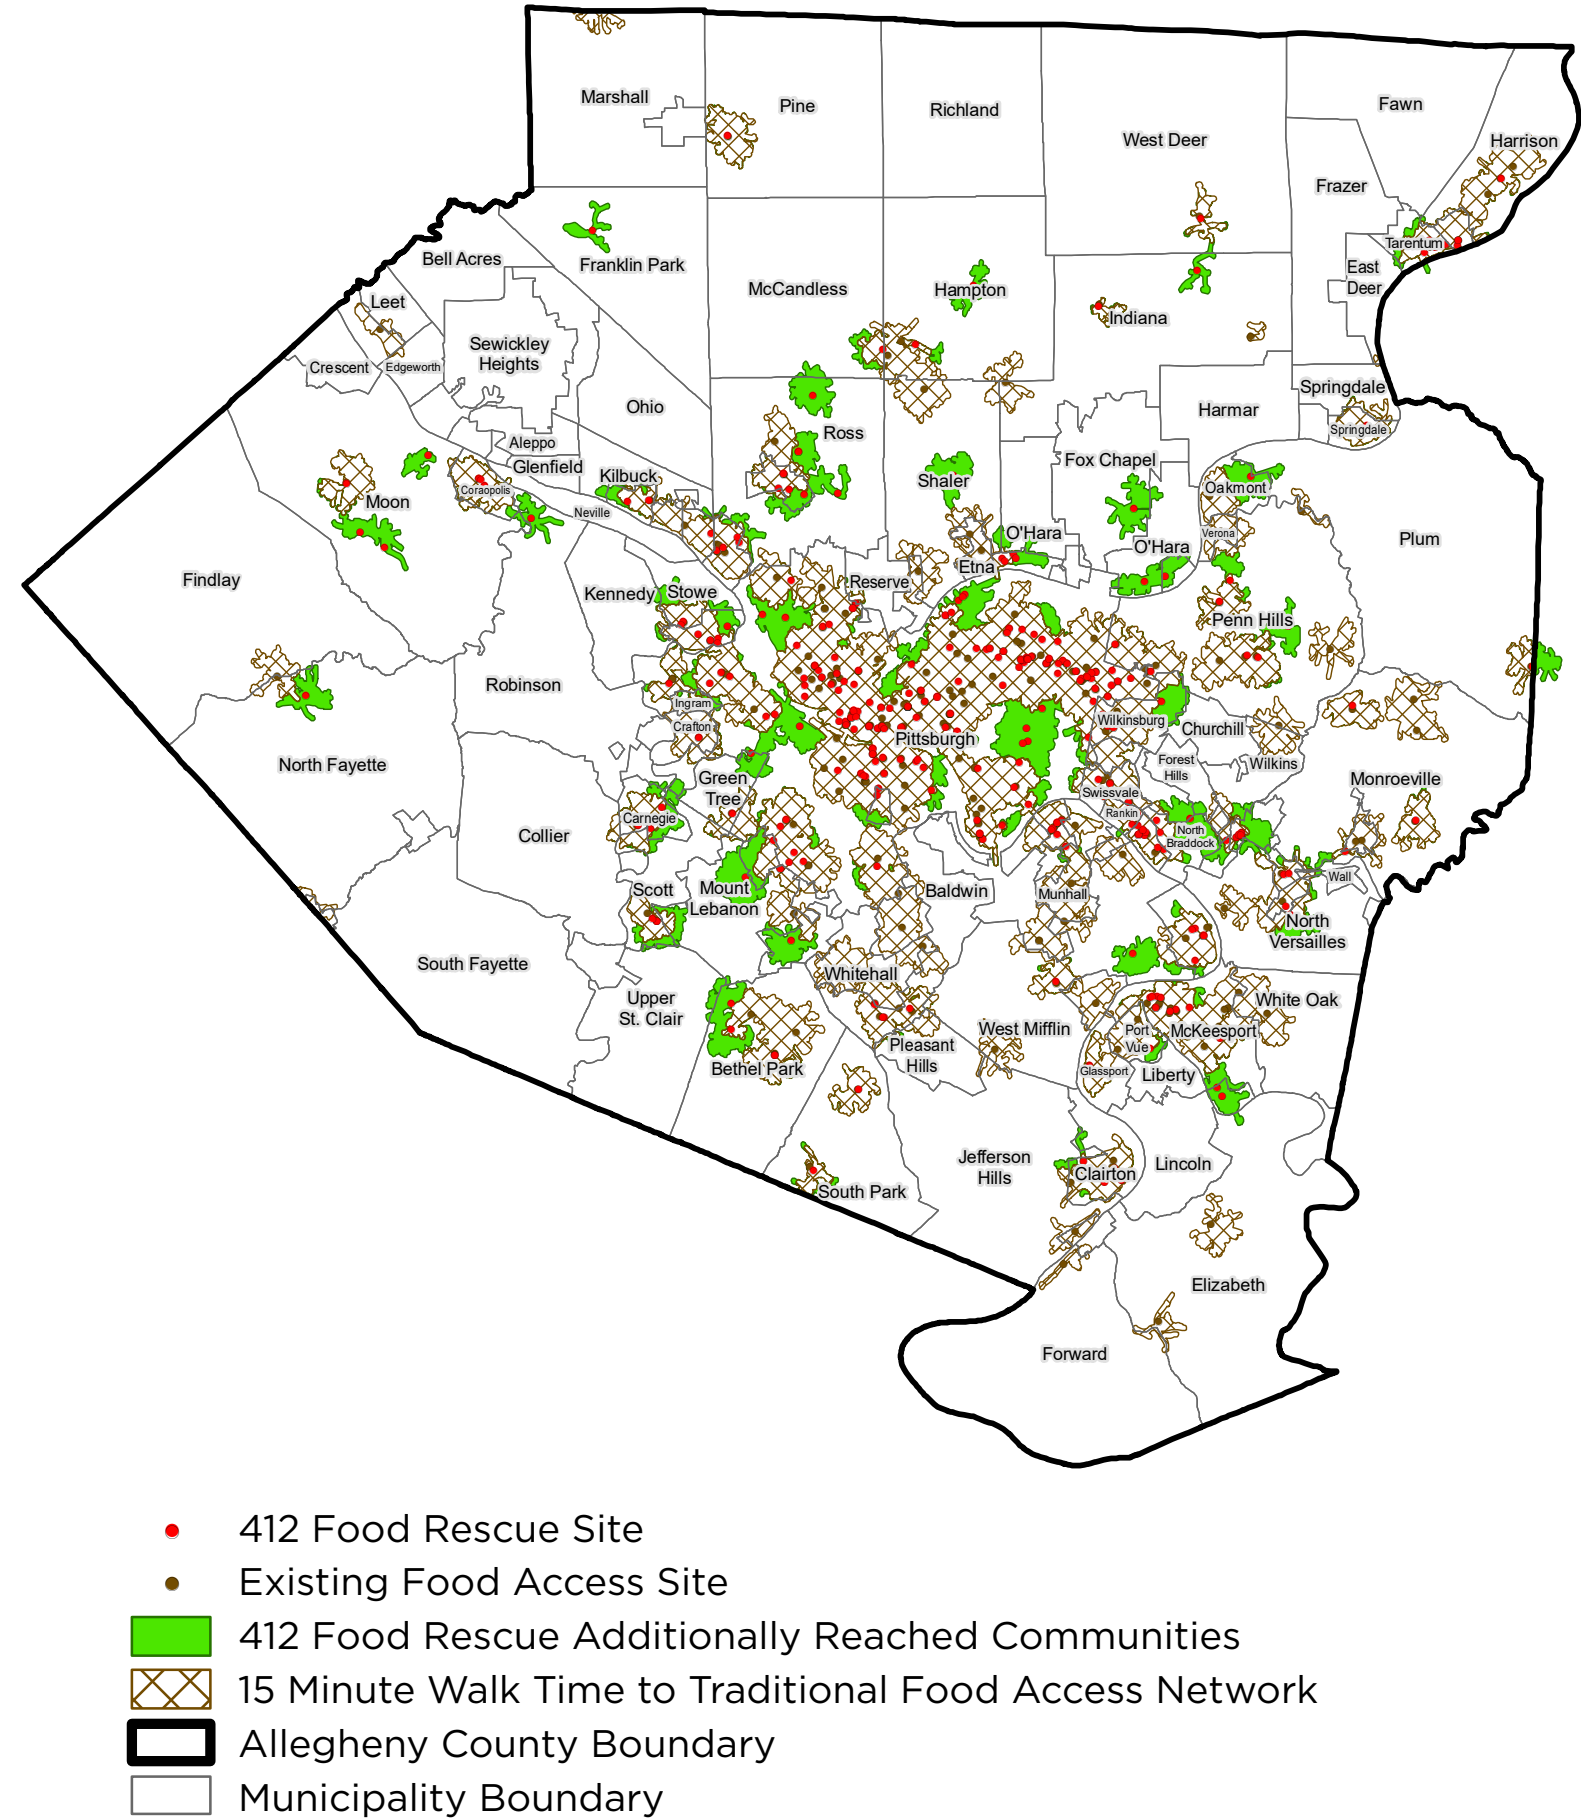 Marshall
Pine
Richland
West Deer
Fawn
Harrison
Frazer
Tarentum
East
Deer
Bell Acres
Franklin Park
McCandless
Hampton
Indiana
Leet
Sewickley
Heights
Crescent
Edgeworth
Springdale
Springdale
Ohio
Harmar
Aleppo
Ross
Glenfield
Kilbuck
Fox Chapel
Shaler
Oakmont
Moon
Coraopolis
Neville
O'Hara
O'Hara
Verona
Plum
Etna
Reserve
Findlay
Kennedy
Stowe
Penn Hills
Robinson
Ingram
Crafton
Wilkinsburg
Churchill
Pittsburgh
Forest
Hills
Wilkins
North Fayette
Green
Tree
Monroeville
Swissvale
Rankin
Carnegie
Collier
North
Braddock
Wall
Scott
Mount
Lebanon
Baldwin
Munhall
North
Versailles
South Fayette
Whitehall
Upper
St. Clair
White Oak
West Mifflin
Port
Vue
McKeesport
Pleasant
Hills
Bethel Park
Glassport
Liberty
Jefferson
Hills
Clairton
Lincoln
South Park
Elizabeth
Forward
412 Food Rescue Site
Existing Food Access Site
412 Food Rescue Additionally Reached Communities
15 Minute Walk Time to Traditional Food Access Network
Allegheny County Boundary
Municipality Boundary